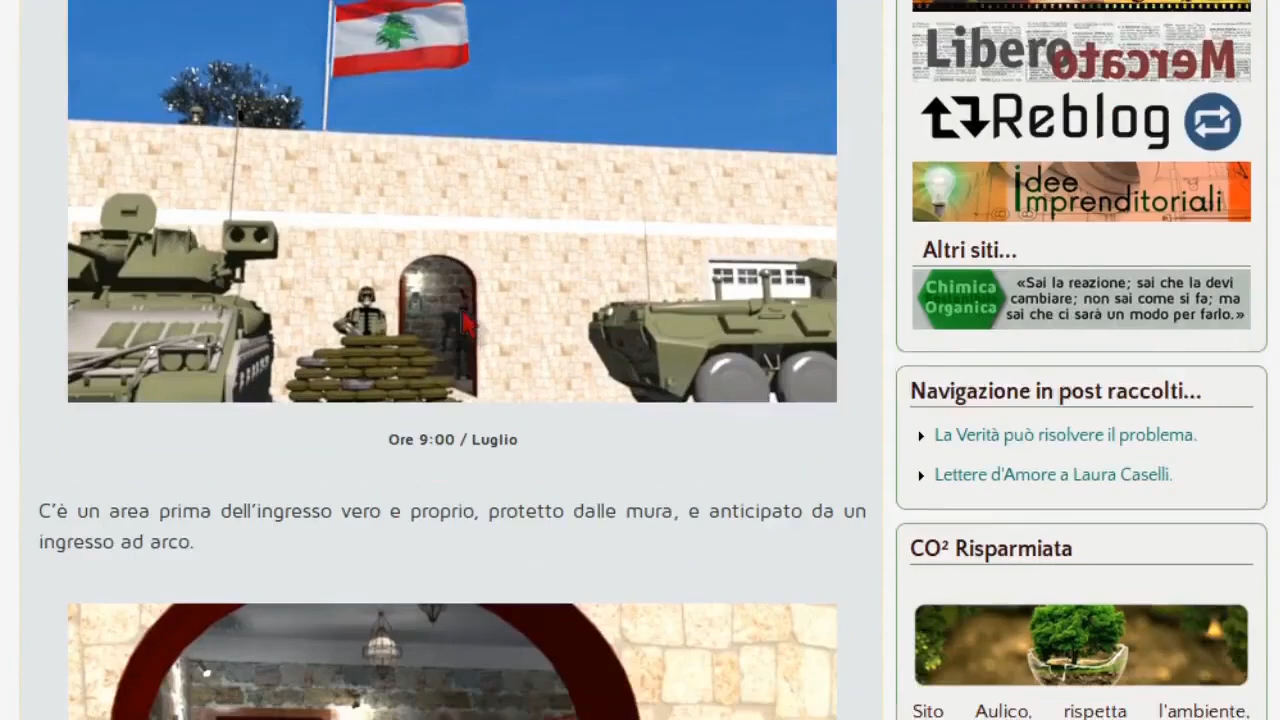 Ore 9:00 / Luglio
C'è un area prima dell'ingresso vero e proprio, protetto dalle mura, e anticipato da un
ingresso ad arco.
Libero Mercato
Reblog
idee
imprenditoriali
Altri siti...
Chimica
Organica
«Sai la reazione; sai che la devi
cambiare; non sai come si fa; ma
sai che ci sarà un modo per farlo.»
Navigazione in post raccolti...
La Verità può risolvere il problema.
Lettere d'Amore a Laura Caselli.
CO² Risparmiata
Sito Aulico, rispetta l'ambiente,